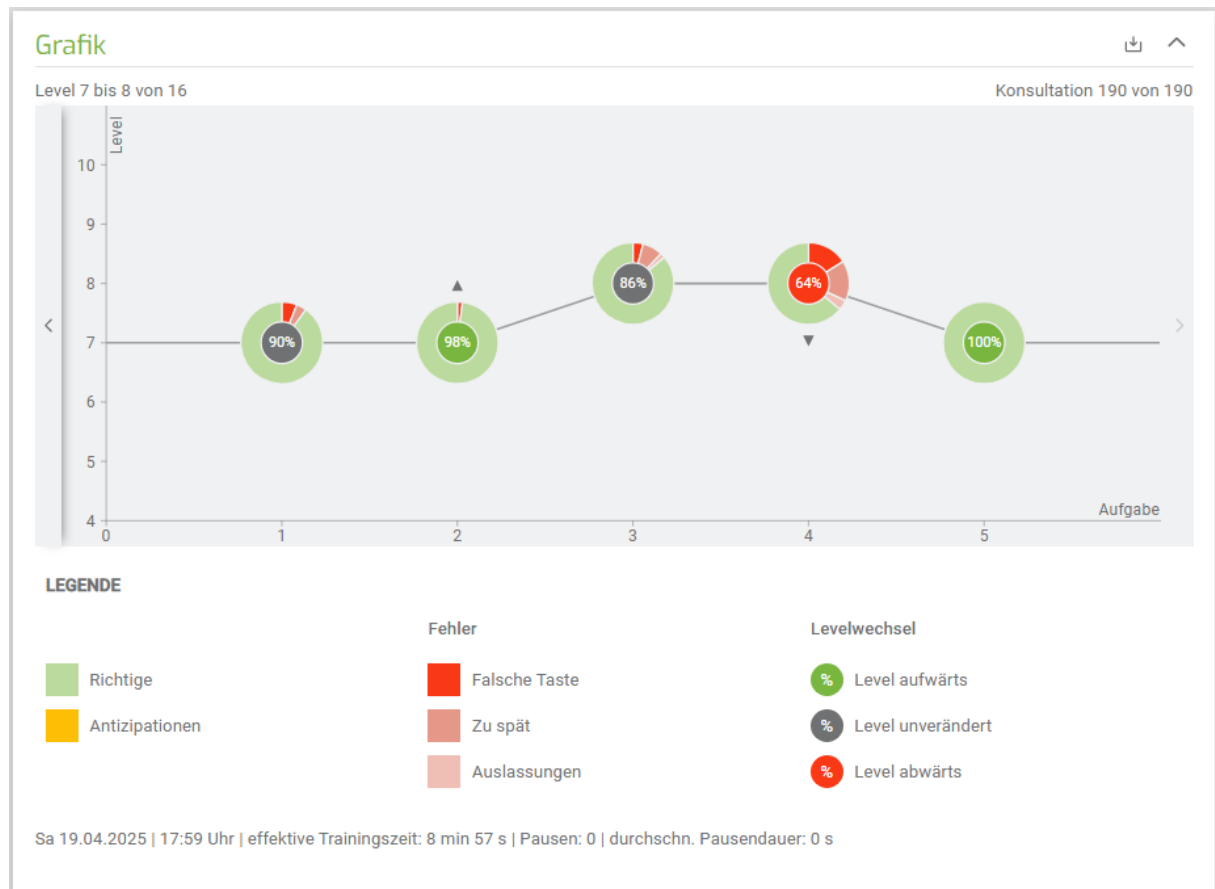 Grafik
Level 7 bis 8 von 16
Konsultation 190 von 190
Level
10
9
8
7
6
5
4
90%
98%
86%
64%
100%
Aufgabe
0 1 2 3 4 5
LEGENDE
Fehler
Levelwechsel
Richtige
Falsche Taste
% Level aufwärts
Antizipationen
Zu spät
% Level unverändert
Auslassungen
% Level abwärts
Sa 19.04.2025 | 17:59 Uhr | effektive Trainingszeit: 8 min 57 s | Pausen: 0 | durchschn. Pausendauer: 0 s